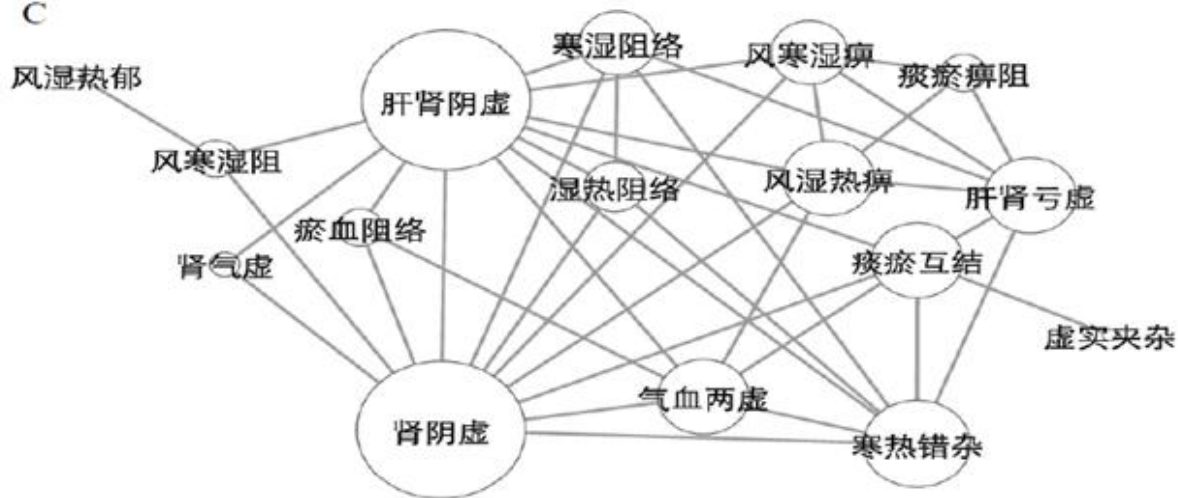 C
寒湿阻络
风寒湿痹
痰瘀痹阻
风湿热郁
肝肾阴虚
风寒湿阻
湿热阻络
风湿热痹
肝肾亏虚
瘀血阻络
肾气虚
痰瘀互结
虚实夹杂
气血两虚
肾阴虚
寒热错杂